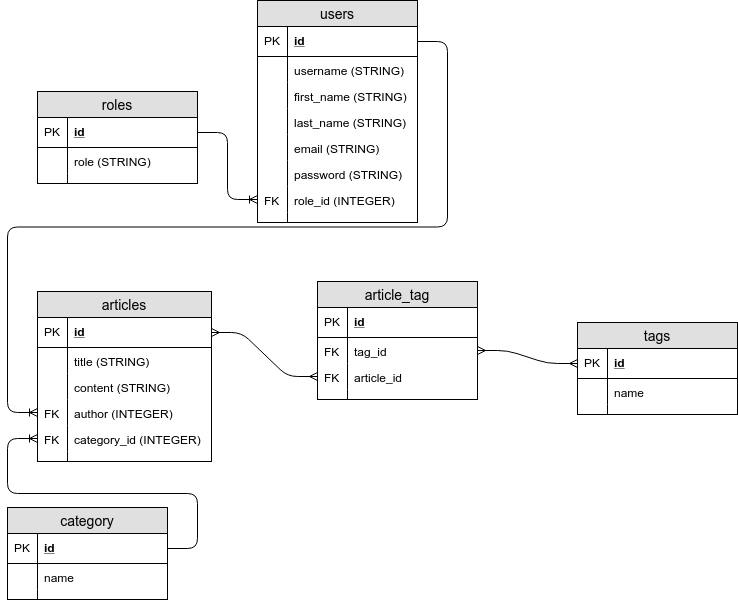 users
PK id
username (STRING)
first_name (STRING)
last_name (STRING)
email (STRING)
password (STRING)
FK role_id (INTEGER)
roles
PK id
role (STRING)
articles
PK id
title (STRING)
content (STRING)
FK author (INTEGER)
FK category_id (INTEGER)
article_tag
PK id
FK tag_id
FK article_id
tags
PK id
name
category
PK id
name